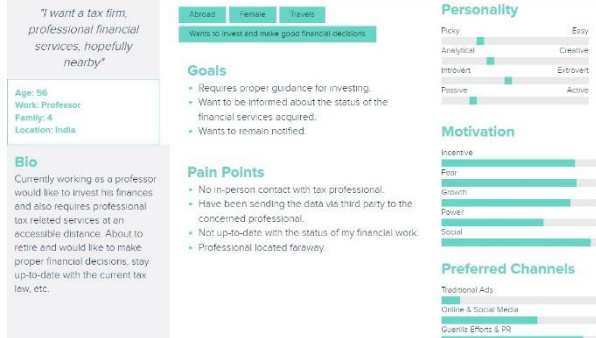 "I want a tax firm,
professional financial
services, hopefully
nearby"
Age: 56
Work: Professor
Family: 4
Location: India
Bio
Currently working as a professor
would like to invest his finances
and also requires professional
tax related services at an
accessible distance. About to
retire and would like to make
proper financial decisions, stay
up-to-date with the current tax
law, etc.
Abroad Female Travels
Wants to invest and make good financial decisions
Goals
Requires proper guidance for investing.
Want to be informed about the status of the
financial services acquired.
Wants to remain notified.
Pain Points
No in-person contact with tax professional.
Have been sending the data via third party to the
concerned professional.
Not up-to-date with the status of my financial work.
Professional located faraway.
Personality
Picky Easy
Analytical Creative
Introvert Extrovert
Passive Active
Motivation
Incentive
Fear
Growth
Power
Social
Preferred Channels
Traditional Ads
Online & Social Media
Guerilla Efforts & PR